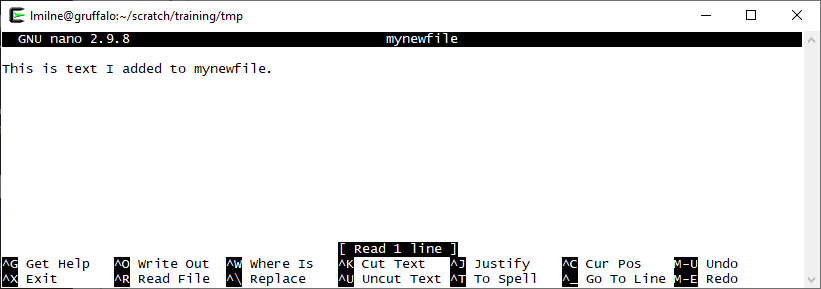 lmilne@gruffalo:~/scratch/training/tmp
GNU nano 2.9.8 mynewfile
This is text I added to mynewfile.
[ Read 1 line ]
^G Get Help ^O Write Out ^W Where Is ^K Cut Text ^J Justify ^C Cur Pos M-U Undo
^X Exit ^R Read File ^\ Replace ^U Uncut Text ^T To Spell ^_ Go To Line M-E Redo